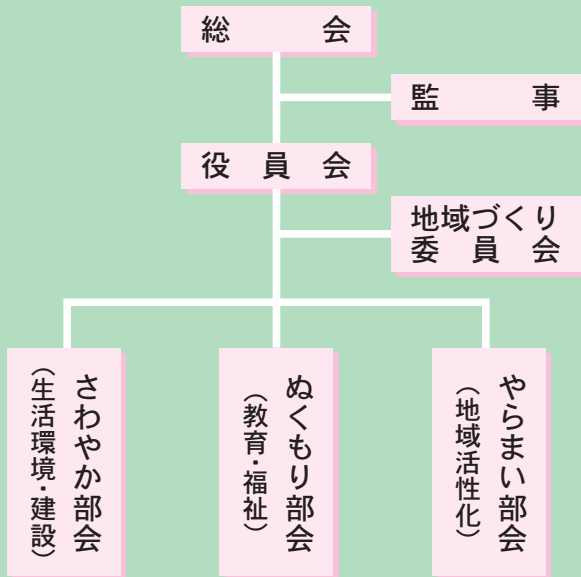 総会
監事
役員会
地域づくり
委員会
さわやか部会
（生活環境・建設）
ぬくもり部会
（教育・福祉）
やらまい部会
（地域活性化）